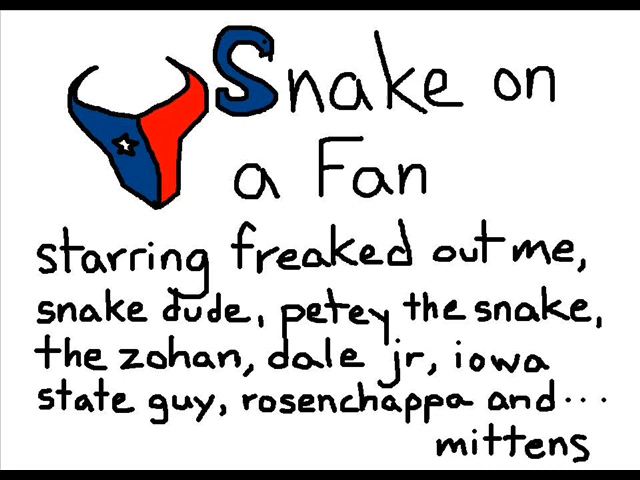 Snake on
a Fan
starring freaked out me,
snake dude, petey the snake,
the zohan, dale jr, iowa
state guy, rosenchappa and...
mittens